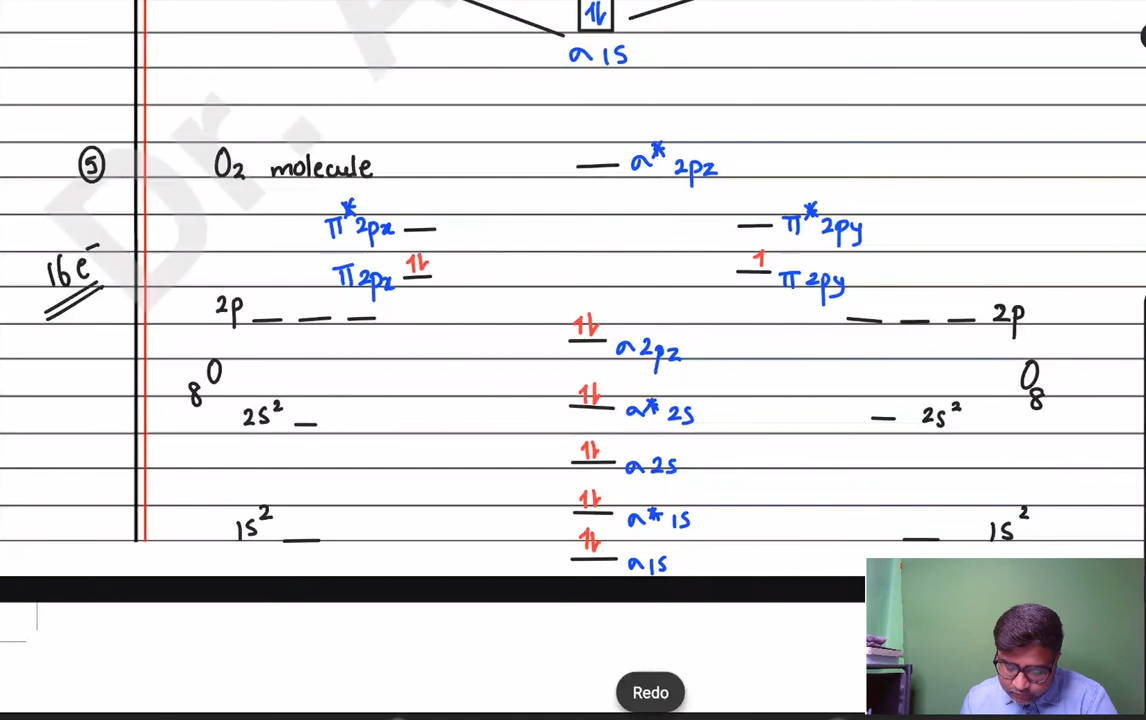 σ 1s
⑤ O₂ molecule
σ* 2pz
π* 2px
π* 2py
16e⁻
π 2px
π 2py
2p
2p
σ 2pz
₈O
O₈
2s²
σ* 2s
2s²
σ 2s
1s²
σ* 1s
1s²
σ 1s
Dr. A
Redo